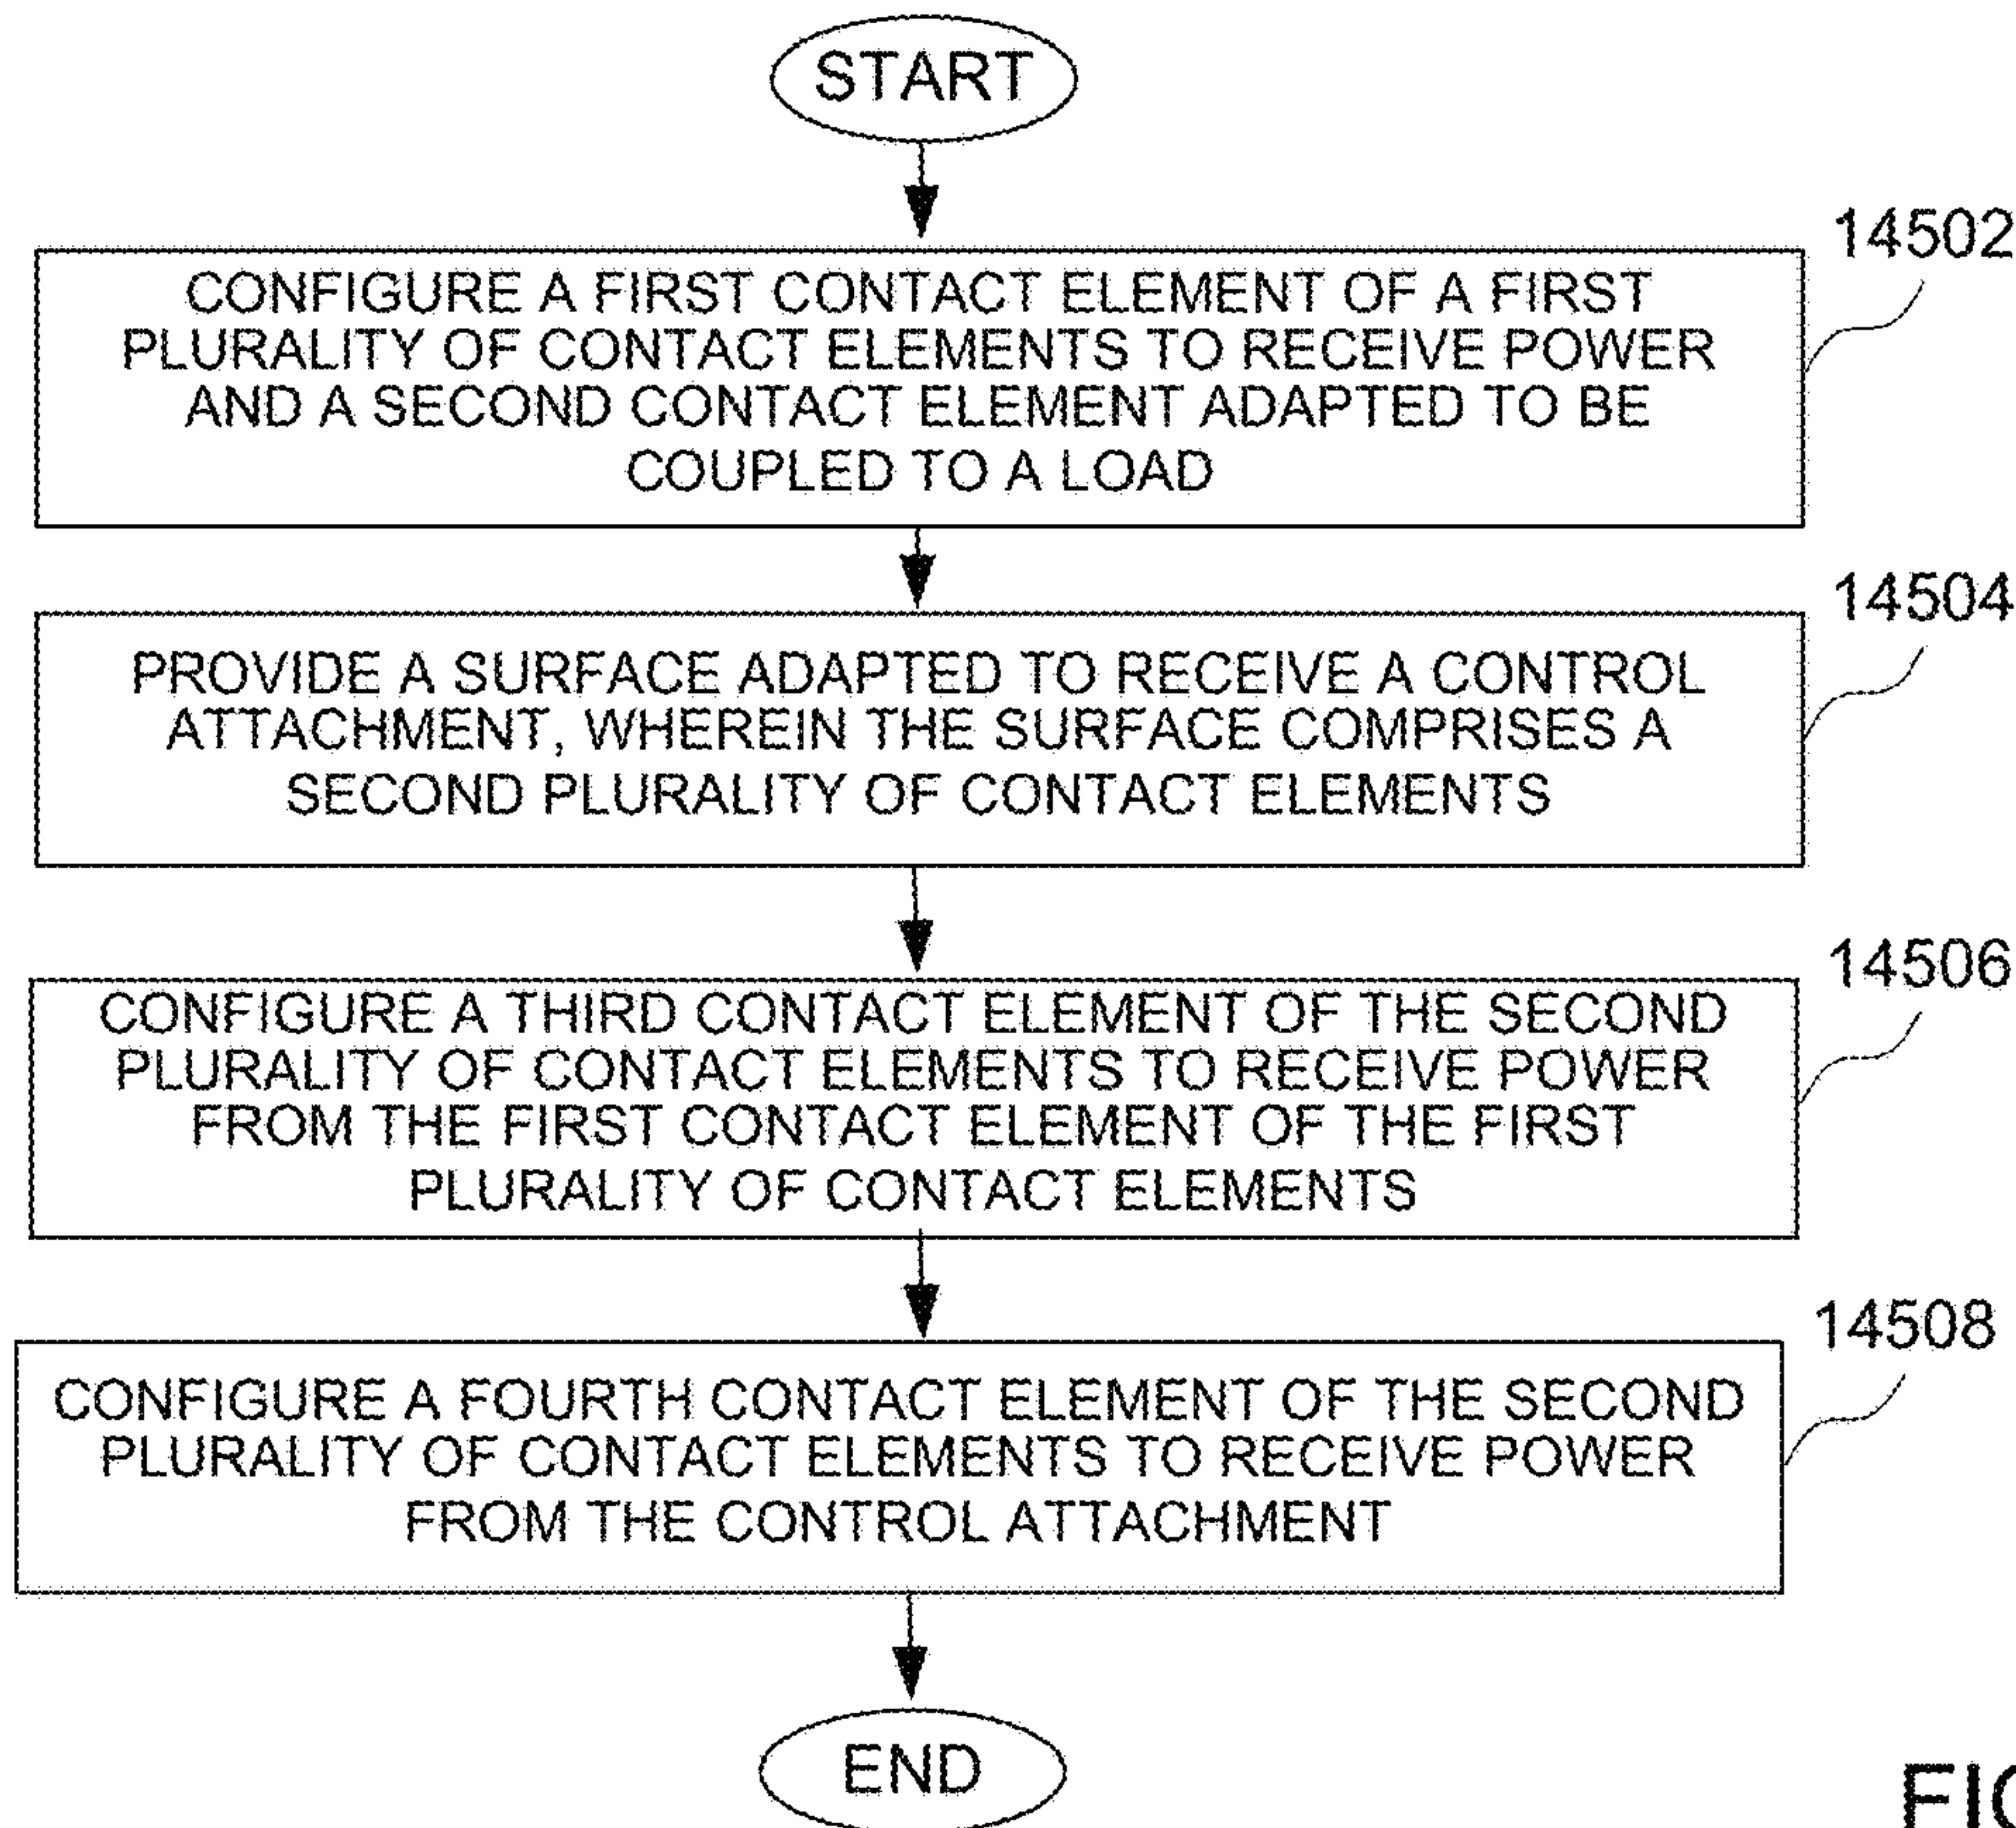 START
14502
CONFIGURE A FIRST CONTACT ELEMENT OF A FIRST
PLURALITY OF CONTACT ELEMENTS TO RECEIVE POWER
AND A SECOND CONTACT ELEMENT ADAPTED TO BE
COUPLED TO A LOAD
14504
PROVIDE A SURFACE ADAPTED TO RECEIVE A CONTROL
ATTACHMENT, WHEREIN THE SURFACE COMPRISES A
SECOND PLURALITY OF CONTACT ELEMENTS
14506
CONFIGURE A THIRD CONTACT ELEMENT OF THE SECOND
PLURALITY OF CONTACT ELEMENTS TO RECEIVE POWER
FROM THE FIRST CONTACT ELEMENT OF THE FIRST
PLURALITY OF CONTACT ELEMENTS
14508
CONFIGURE A FOURTH CONTACT ELEMENT OF THE SECOND
PLURALITY OF CONTACT ELEMENTS TO RECEIVE POWER
FROM THE CONTROL ATTACHMENT
END